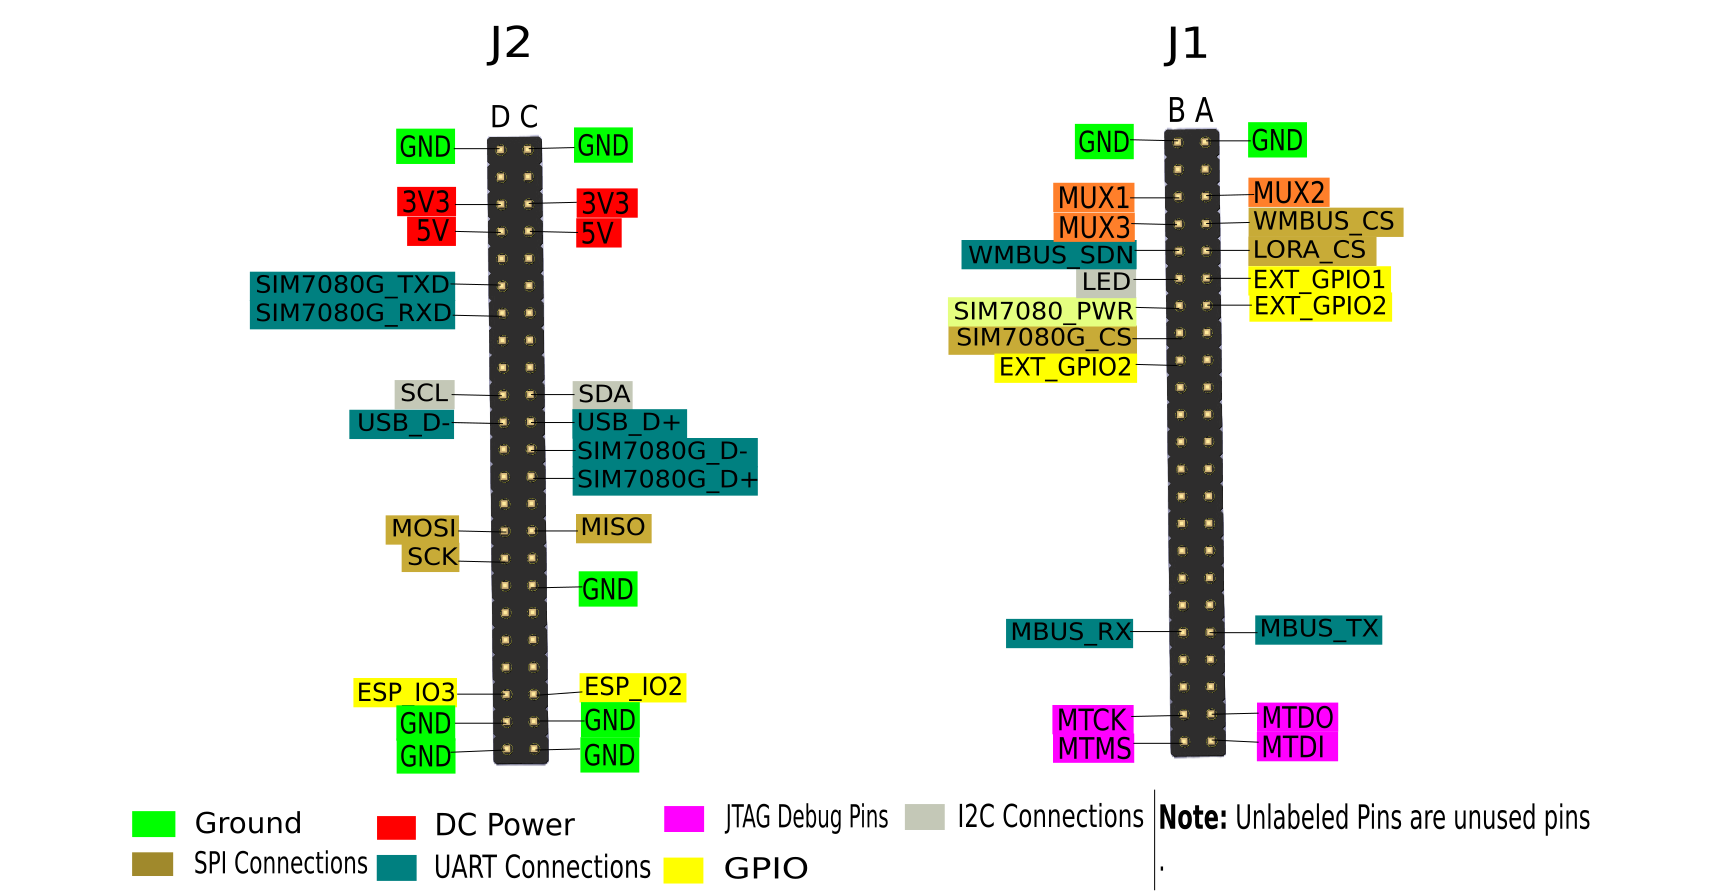 J2
J1
D C
B A
GND
GND
3V3
3V3
5V
5V
SIM7080G_TXD
SIM7080G_RXD
SCL
SDA
USB_D-
USB_D+
SIM7080G_D-
SIM7080G_D+
MOSI
MISO
SCK
GND
ESP_IO3
ESP_IO2
GND
GND
GND
GND
GND
GND
MUX1
MUX2
MUX3
WMBUS_CS
WMBUS_SDN
LORA_CS
LED
EXT_GPIO1
SIM7080_PWR
EXT_GPIO2
SIM7080G_CS
EXT_GPIO2
MBUS_RX
MBUS_TX
MTCK
MTDO
MTMS
MTDI
Ground
DC Power
JTAG Debug Pins
I2C Connections
SPI Connections
UART Connections
GPIO
Note: Unlabeled Pins are unused pins
.